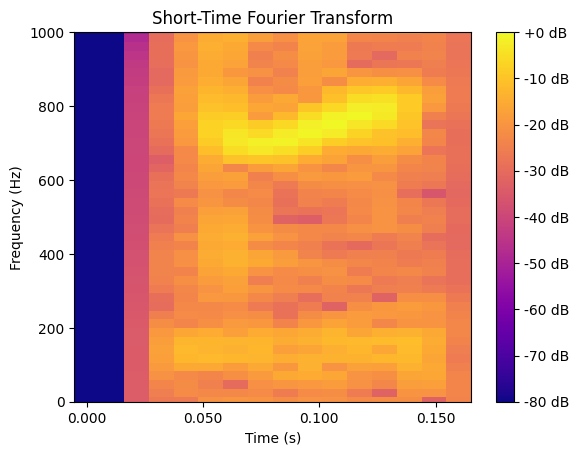 Short-Time Fourier Transform
Frequency (Hz)
1000
800
600
400
200
0
0.000
0.050
0.100
0.150
Time (s)
+0 dB
-10 dB
-20 dB
-30 dB
-40 dB
-50 dB
-60 dB
-70 dB
-80 dB